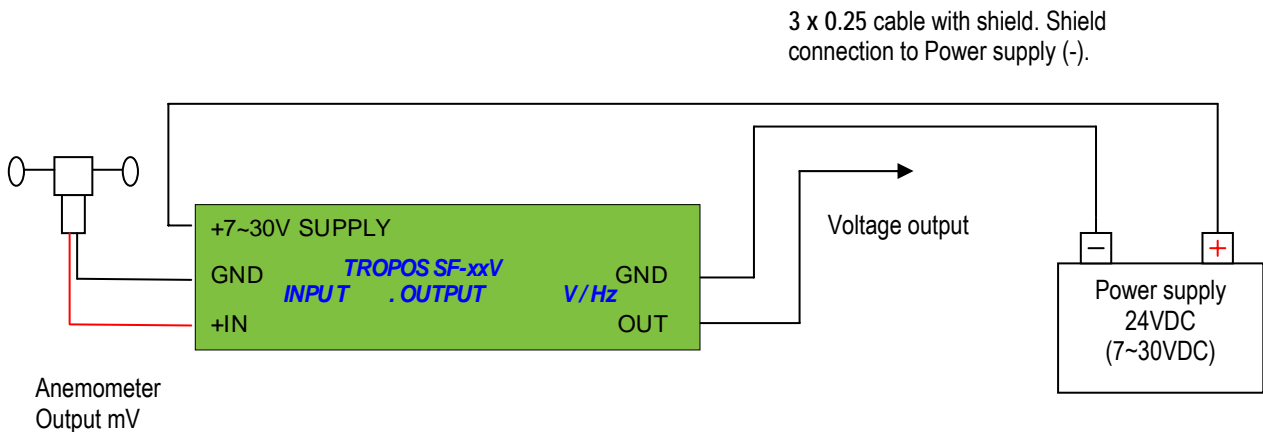 3 x 0.25 cable with shield. Shield
connection to Power supply (-).
+7~30V SUPPLY
GND
TROPOS SF-xxV
GND
INPUT . OUTPUT V/Hz
+IN
OUT
Voltage output
−
+
Power supply
24VDC
(7~30VDC)
Anemometer
Output mV